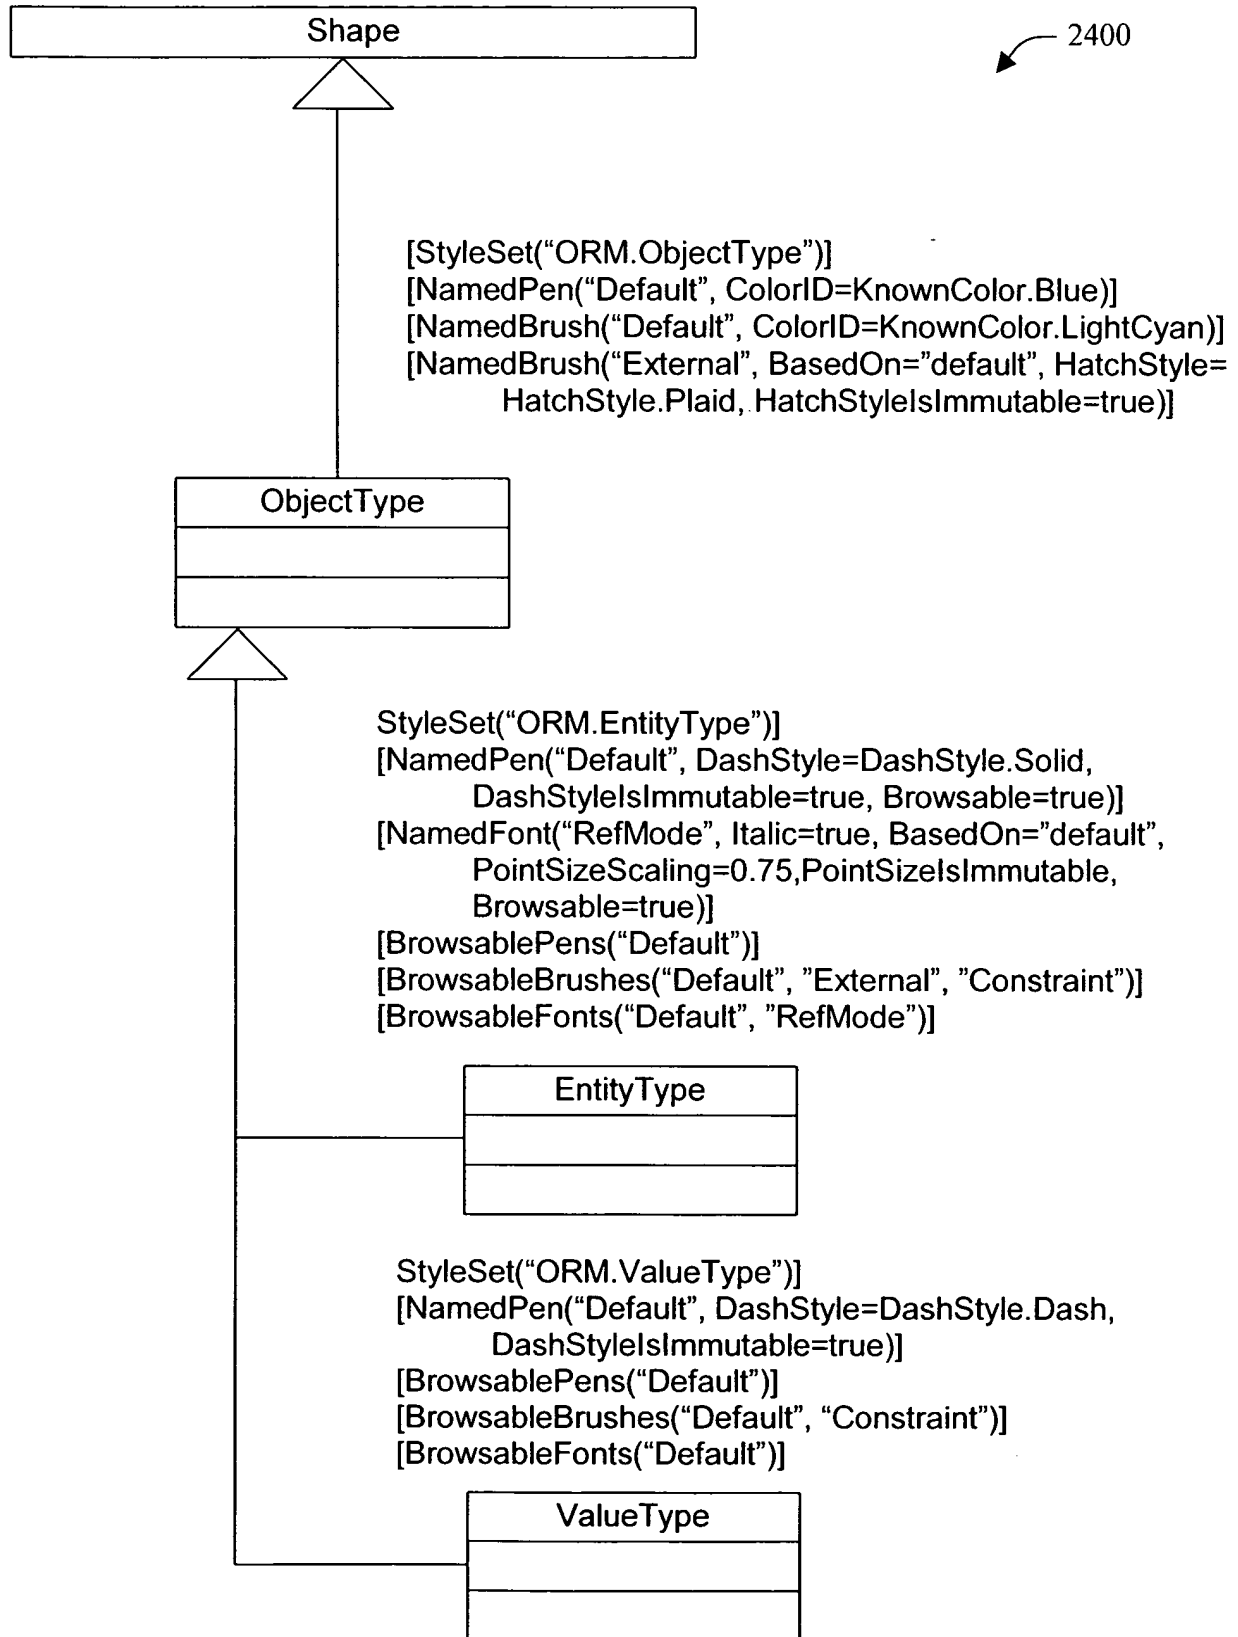 Shape
2400
[StyleSet(“ORM.ObjectType”)]
[NamedPen(“Default”, ColorID=KnownColor.Blue)]
[NamedBrush(“Default”, ColorID=KnownColor.LightCyan)]
[NamedBrush(“External”, BasedOn=”default”, HatchStyle=
HatchStyle.Plaid, HatchStyleIsImmutable=true)]
ObjectType
StyleSet(“ORM.EntityType”)]
[NamedPen(“Default”, DashStyle=DashStyle.Solid,
DashStyleIsImmutable=true, Browsable=true)]
[NamedFont(“RefMode”, Italic=true, BasedOn=”default”,
PointSizeScaling=0.75,PointSizeIsImmutable,
Browsable=true)]
[BrowsablePens(“Default”)]
[BrowsableBrushes(“Default”, ”External”, ”Constraint”)]
[BrowsableFonts(“Default”, ”RefMode”)]
EntityType
StyleSet(“ORM.ValueType”)]
[NamedPen(“Default”, DashStyle=DashStyle.Dash,
DashStyleIsImmutable=true)]
[BrowsablePens(“Default”)]
[BrowsableBrushes(“Default”, “Constraint”)]
[BrowsableFonts(“Default”)]
ValueType